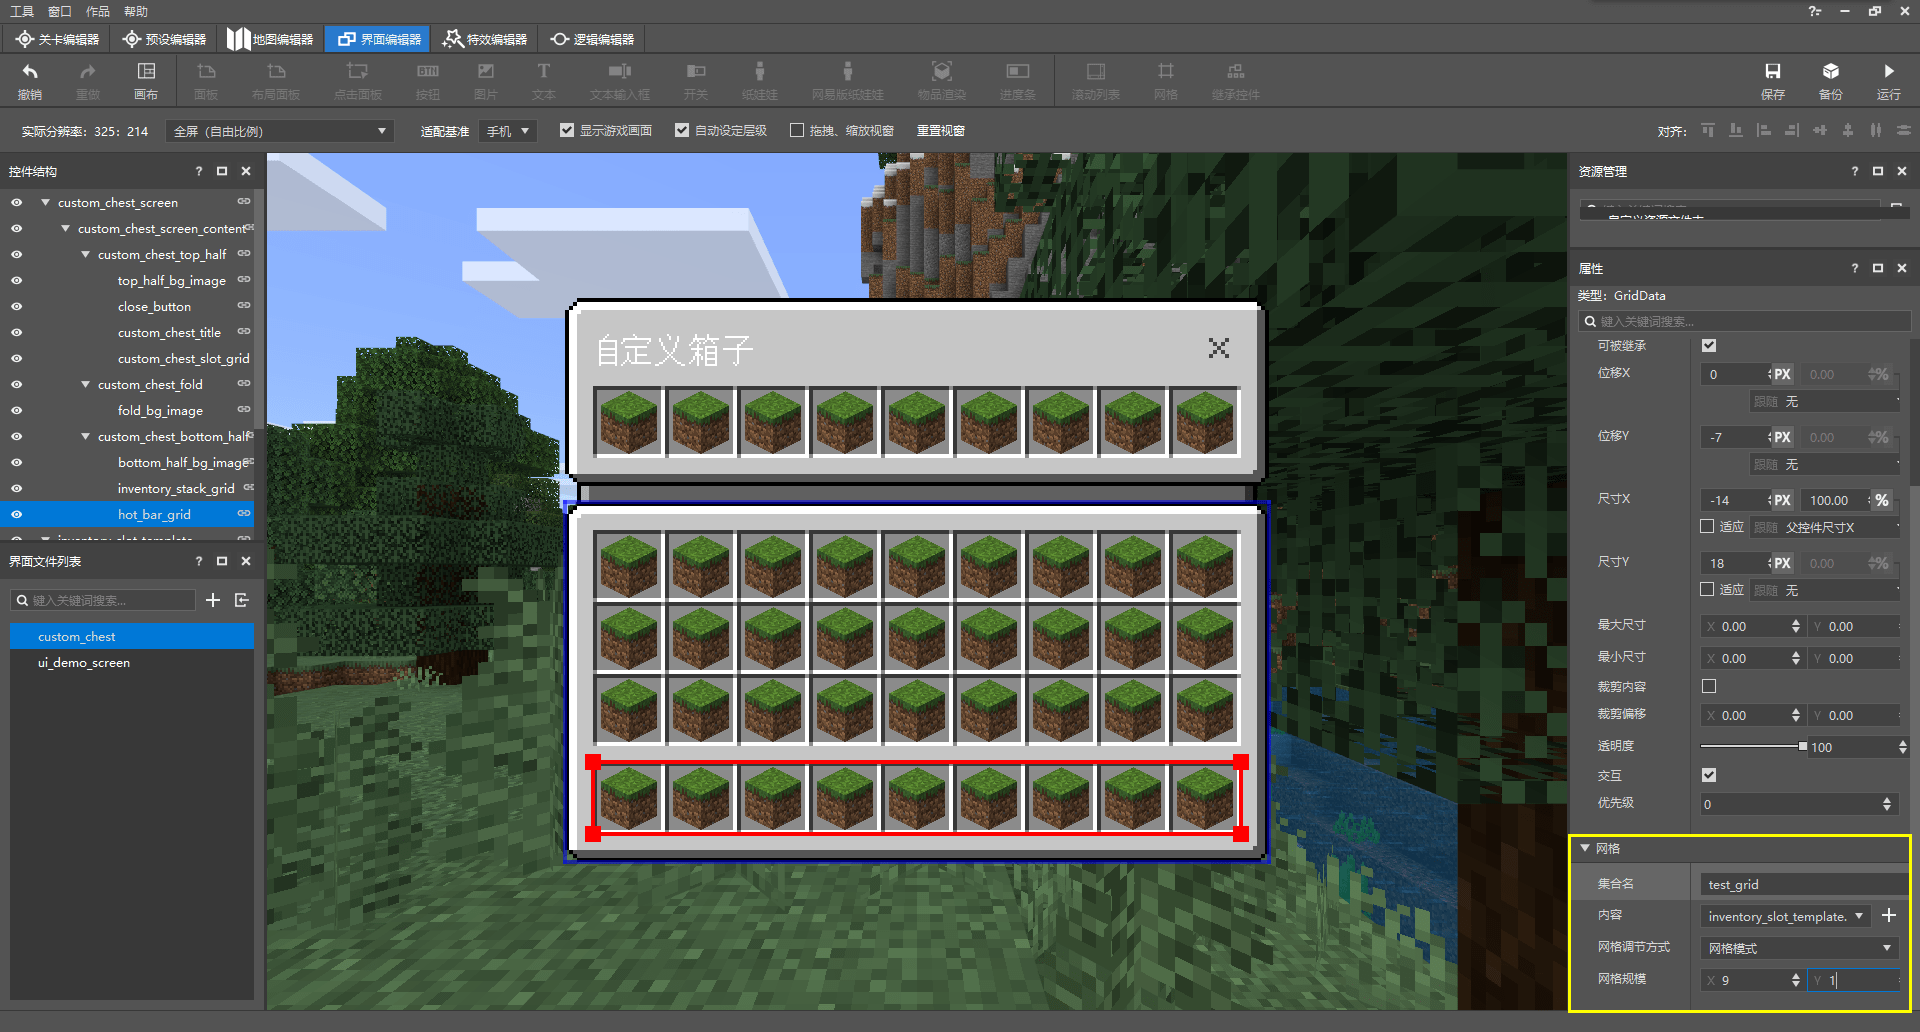 工具 窗口 作品 帮助
关卡编辑器 预设编辑器 地图编辑器 界面编辑器 特效编辑器 逻辑编辑器
撤销 重做 画布 面板 布局面板 点击面板 按钮 图片 文本 文本输入框 开关 纸娃娃 网易版纸娃娃 物品渲染 进度条 滚动列表 网格 继承控件 保存 备份 运行
实际分辨率: 325: 214 全屏（自由比例） 适配基准 手机 显示游戏画面 自动设定层级 拖拽、缩放视窗 重置视窗 对齐:
控件结构
custom_chest_screen
custom_chest_screen_content
custom_chest_top_half
top_half_bg_image
close_button
custom_chest_title
custom_chest_slot_grid
custom_chest_fold
fold_bg_image
custom_chest_bottom_half
bottom_half_bg_image
inventory_stack_grid
hot_bar_grid
界面文件列表
键入关键词搜索...
custom_chest
ui_demo_screen
自定义箱子
资源管理
属性
类型: GridData
键入关键词搜索...
可被继承
位移X 0 PX 0.00 %
跟随 无
位移Y -7 PX 0.00 %
跟随 无
尺寸X -14 PX 100.00 %
适应 跟随 父控件尺寸X
尺寸Y 18 PX 0.00 %
适应 跟随 无
最大尺寸 X 0.00 Y 0.00
最小尺寸 X 0.00 Y 0.00
裁剪内容
裁剪偏移 X 0.00 Y 0.00
透明度 100
交互
优先级 0
网格
集合名 test_grid
内容 inventory_slot_template.
网格调节方式 网格模式
网格规模 X 9 Y 1